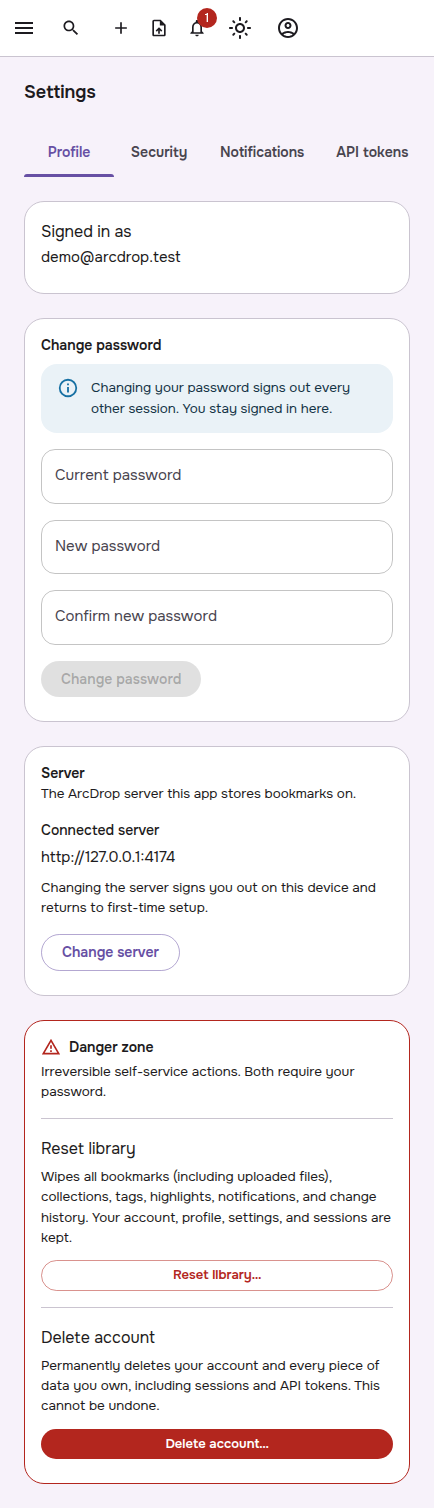 1
Settings
Profile Security Notifications API tokens
Signed in as
demo@arcdrop.test
Change password
Changing your password signs out every
other session. You stay signed in here.
Current password
New password
Confirm new password
Change password
Server
The ArcDrop server this app stores bookmarks on.
Connected server
http://127.0.0.1:4174
Changing the server signs you out on this device and
returns to first-time setup.
Change server
Danger zone
Irreversible self-service actions. Both require your
password.
Reset library
Wipes all bookmarks (including uploaded files),
collections, tags, highlights, notifications, and change
history. Your account, profile, settings, and sessions are
kept.
Reset library...
Delete account
Permanently deletes your account and every piece of
data you own, including sessions and API tokens. This
cannot be undone.
Delete account...